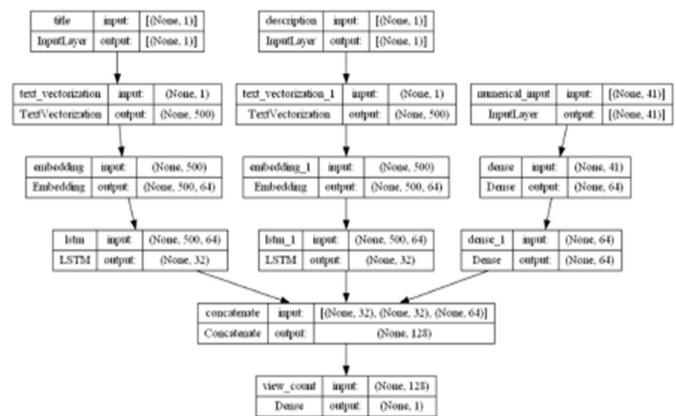 title input: [(None, 1)]
InputLayer output: [(None, 1)]
description input: [(None, 1)]
InputLayer output: [(None, 1)]
text_vectorization input: (None, 1)
TextVectorization output: (None, 500)
text_vectorization_1 input: (None, 1)
TextVectorization output: (None, 500)
numerical_input input: [(None, 41)]
InputLayer output: [(None, 41)]
embedding input: (None, 500)
Embedding output: (None, 500, 64)
embedding_1 input: (None, 500)
Embedding output: (None, 500, 64)
dense input: (None, 41)
Dense output: (None, 64)
lstm input: (None, 500, 64)
LSTM output: (None, 32)
lstm_1 input: (None, 500, 64)
LSTM output: (None, 32)
dense_1 input: (None, 64)
Dense output: (None, 64)
concatenate input: [(None, 32), (None, 32), (None, 64)]
Concatenate output: (None, 128)
view_count input: (None, 128)
Dense output: (None, 1)